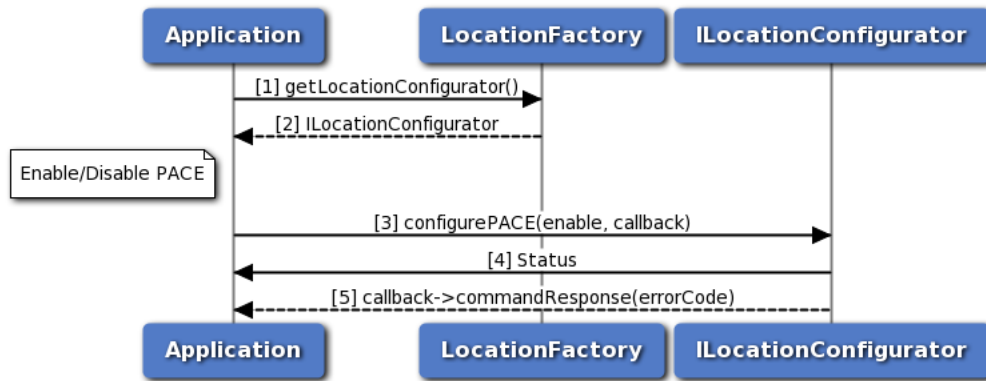 Application
LocationFactory
ILocationConfigurator
[1] getLocationConfigurator()
[2] ILocationConfigurator
Enable/Disable PACE
[3] configurePACE(enable, callback)
[4] Status
[5] callback->commandResponse(errorCode)
Application
LocationFactory
ILocationConfigurator